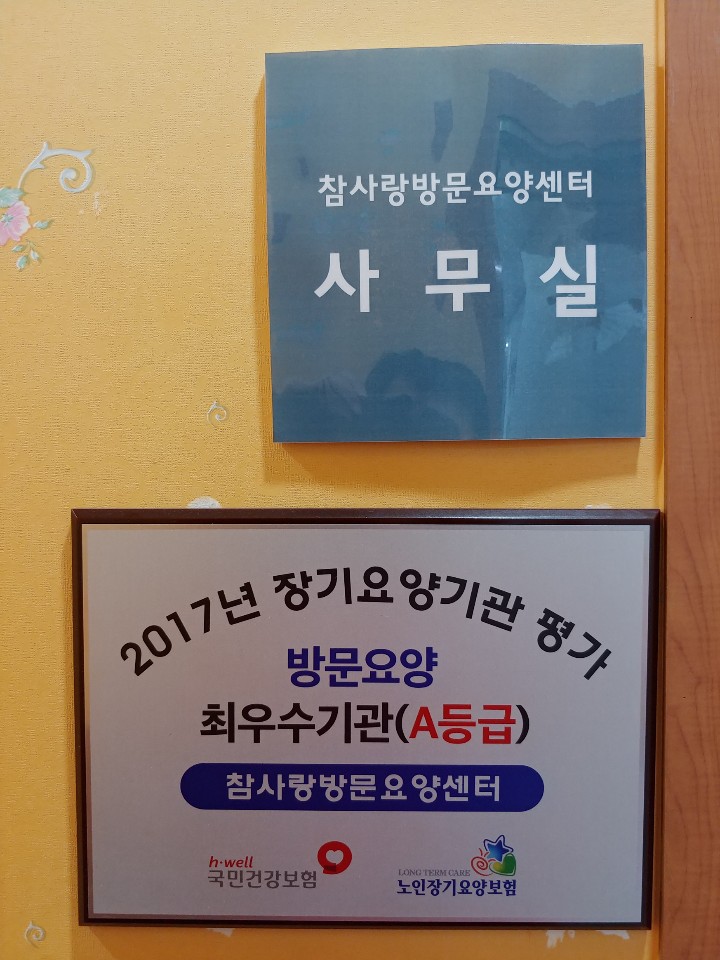 참사랑방문요양센터
사무실
2017년 장기요양기관 평가
방문요양
최우수기관(A등급)
참사랑방문요양센터
h·well
국민건강보험
LONG TERM CARE
노인장기요양보험